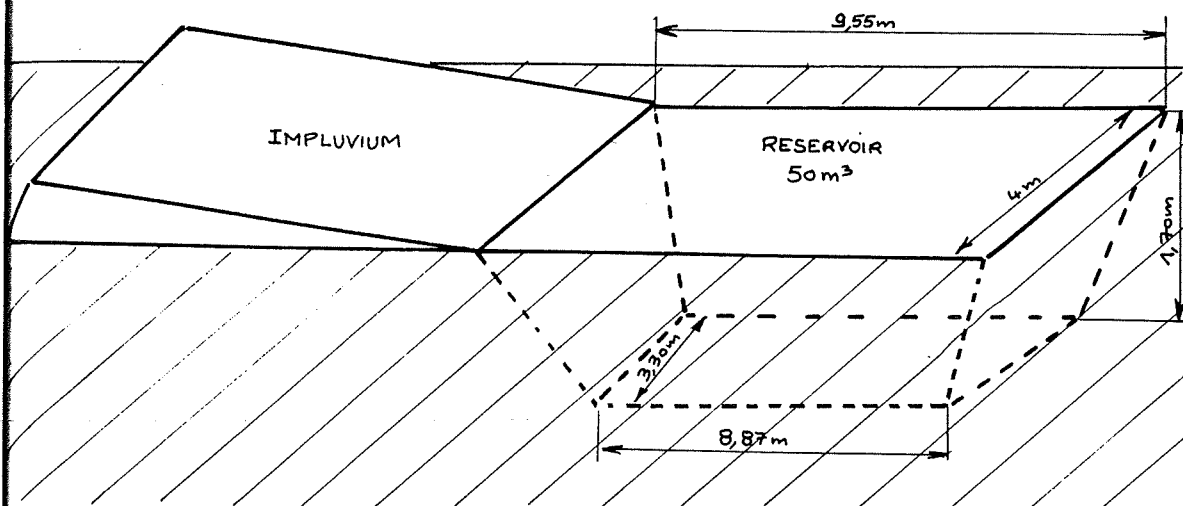 9,55m
IMPLUVIUM
RESERVOIR
50m³
4m
1,70m
3,30m
8,87m